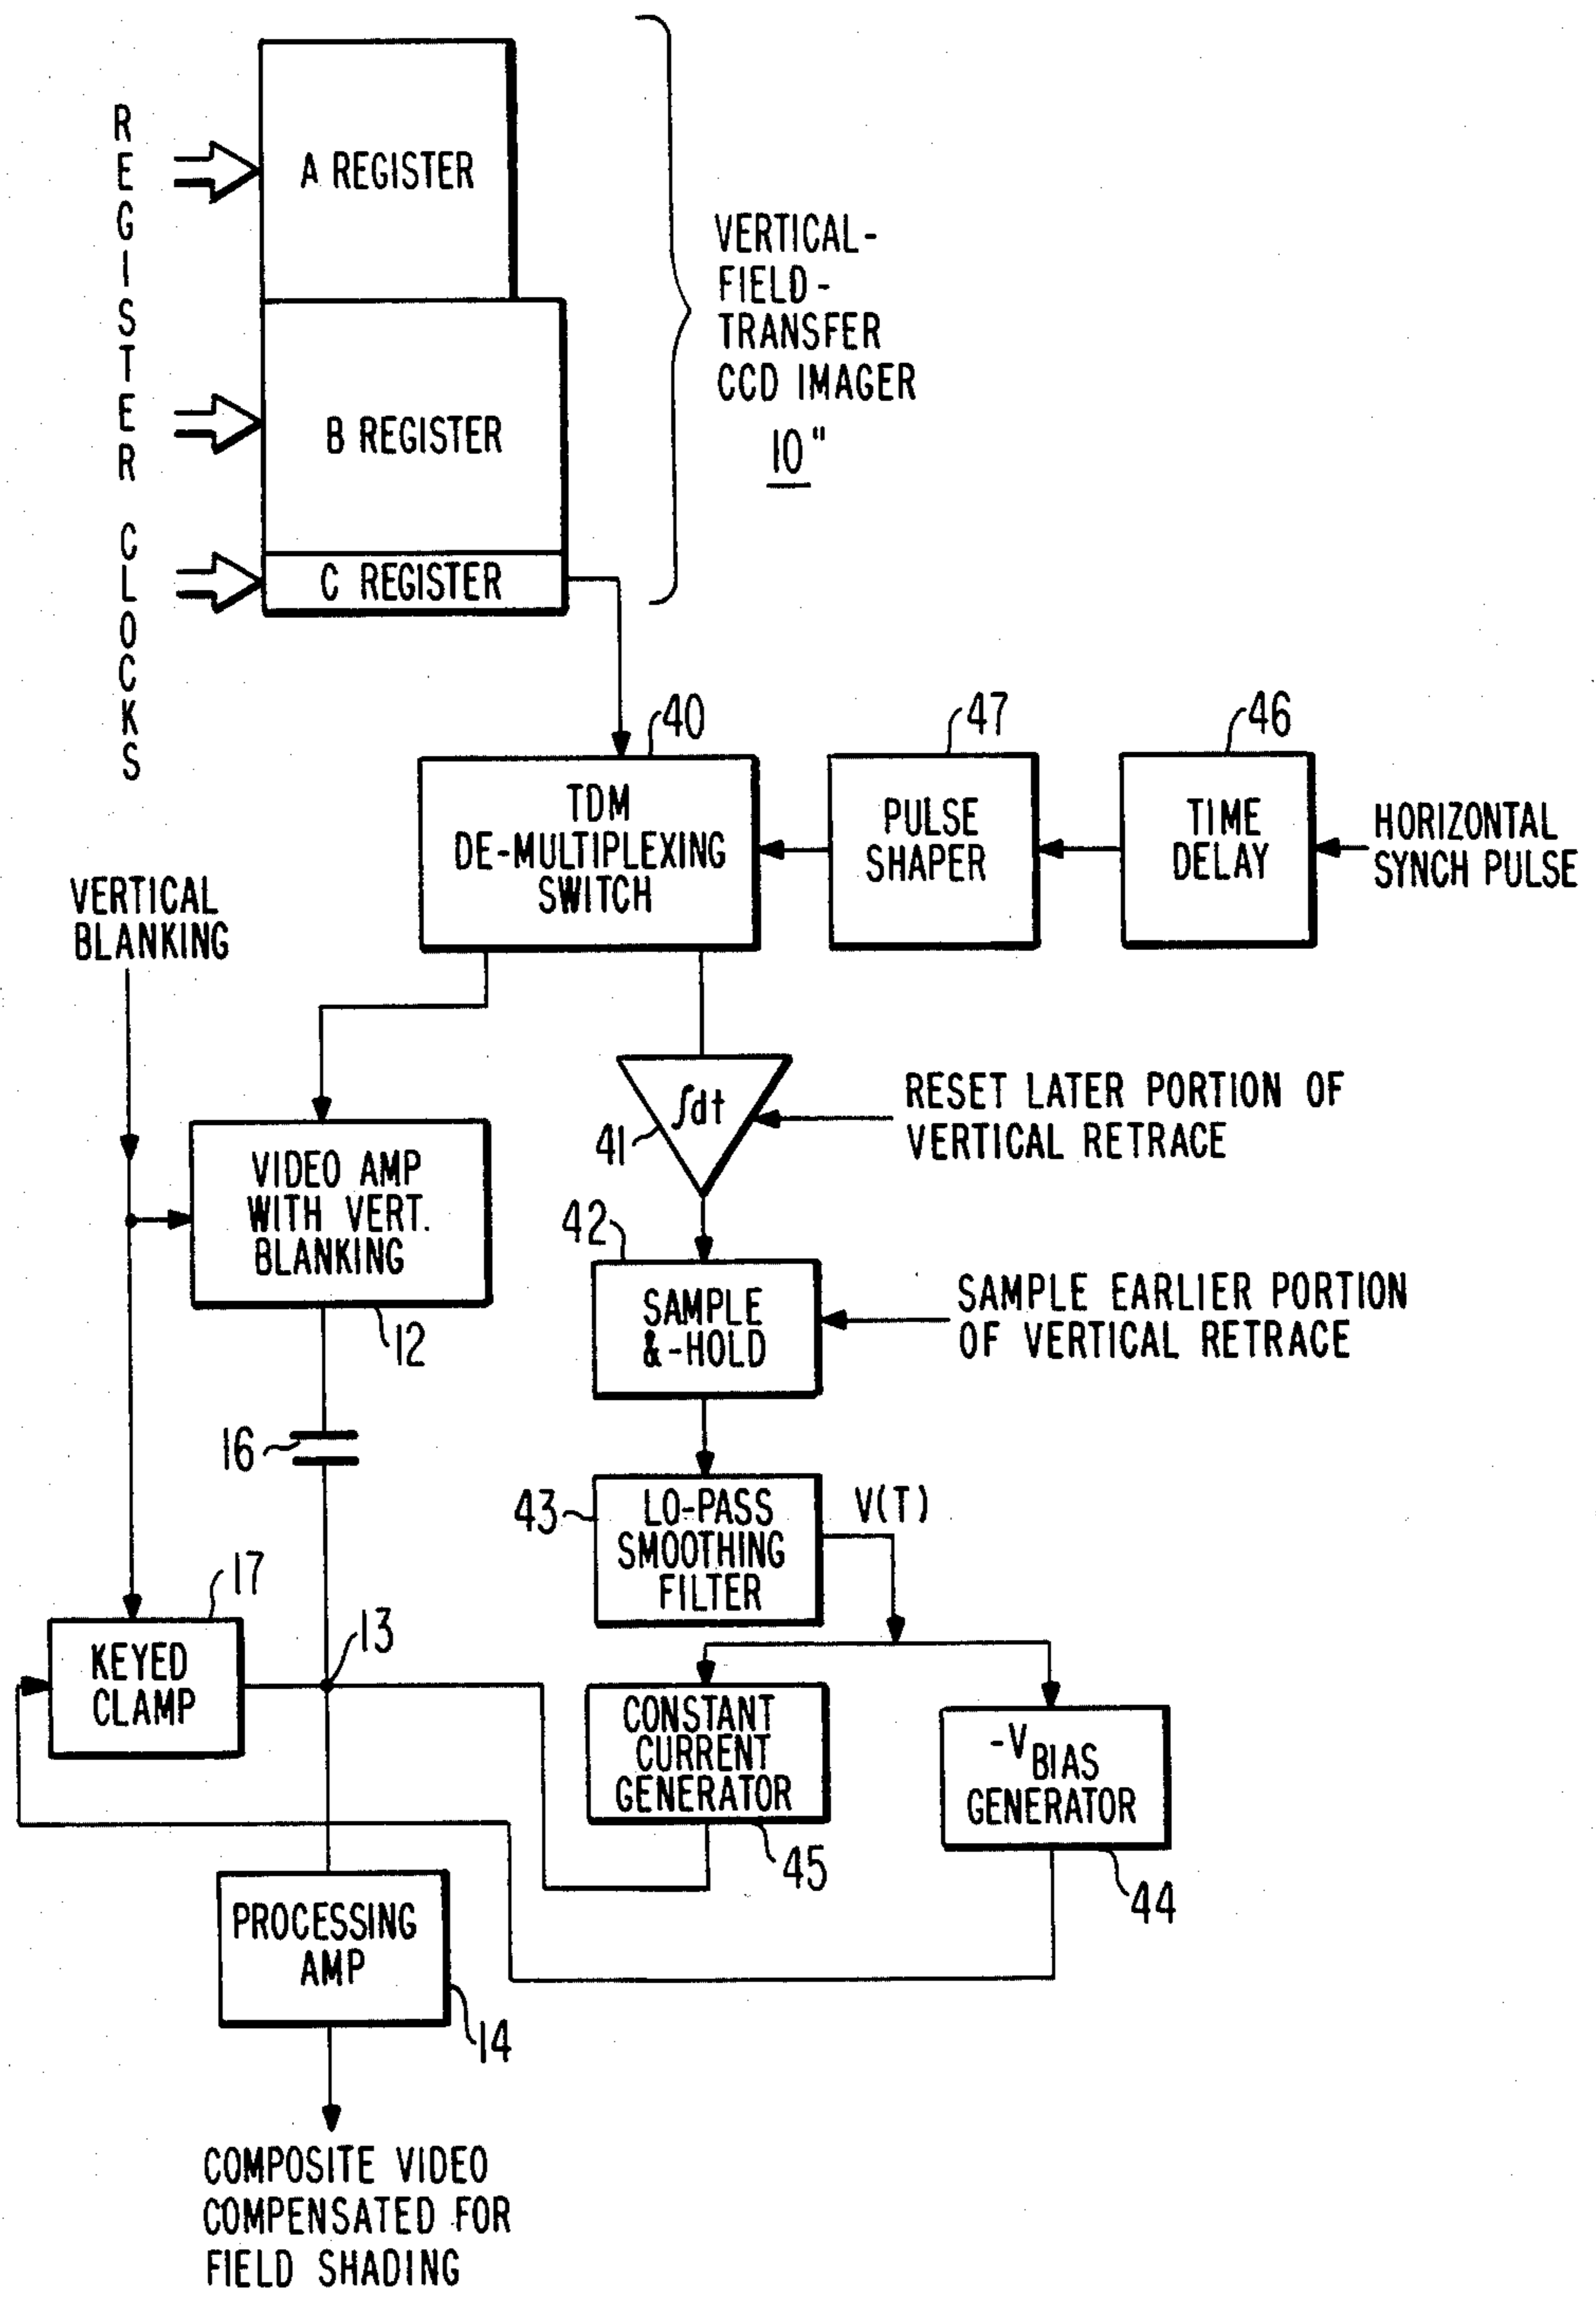 REGISTER CLOCKS
A REGISTER
B REGISTER
C REGISTER
VERTICAL-
FIELD-
TRANSFER
CCD IMAGER
10"
40
47
46
TDM
DE-MULTIPLEXING
SWITCH
PULSE
SHAPER
TIME
DELAY
HORIZONTAL
SYNCH PULSE
VERTICAL
BLANKING
∫dt
41
RESET LATER PORTION OF
VERTICAL RETRACE
VIDEO AMP
WITH VERT.
BLANKING
12
42
SAMPLE
&-HOLD
SAMPLE EARLIER PORTION
OF VERTICAL RETRACE
16
43
LO-PASS
SMOOTHING
FILTER
V(T)
17
KEYED
CLAMP
13
CONSTANT
CURRENT
GENERATOR
45
-VBIAS
GENERATOR
44
PROCESSING
AMP
14
COMPOSITE VIDEO
COMPENSATED FOR
FIELD SHADING